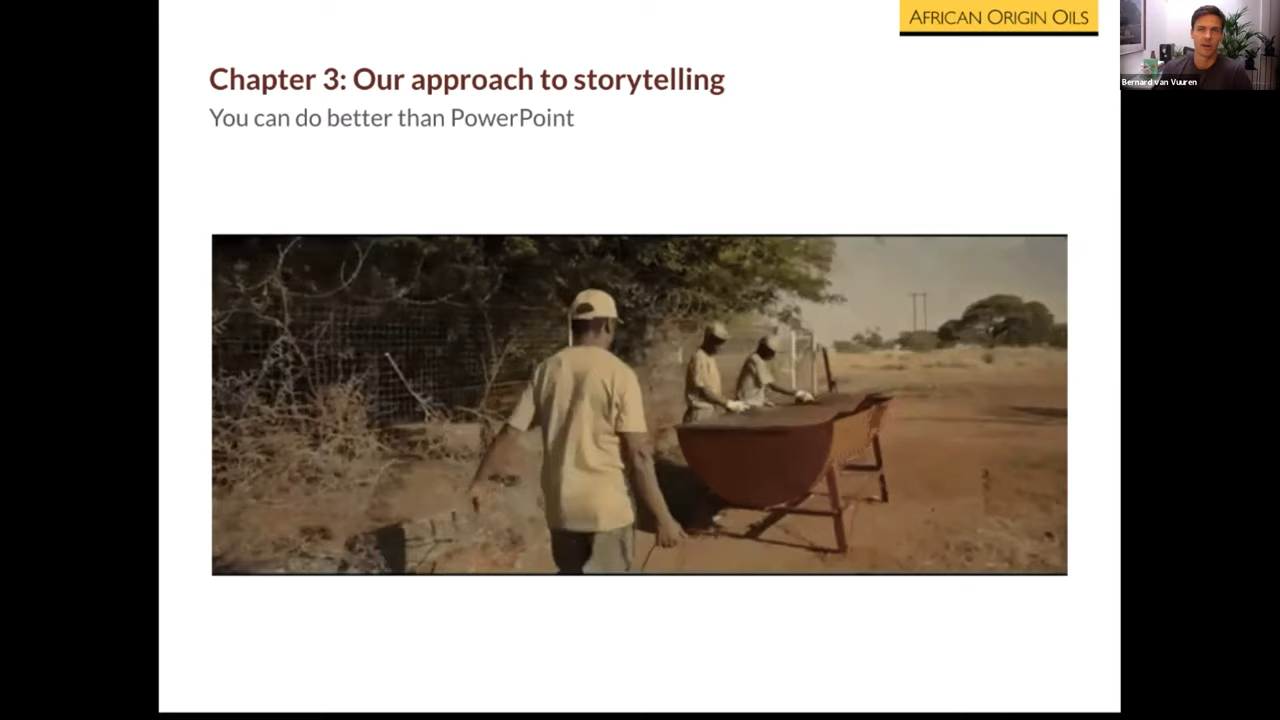 AFRICAN ORIGIN OILS
Bernard van Vuuren
Chapter 3: Our approach to storytelling
You can do better than PowerPoint